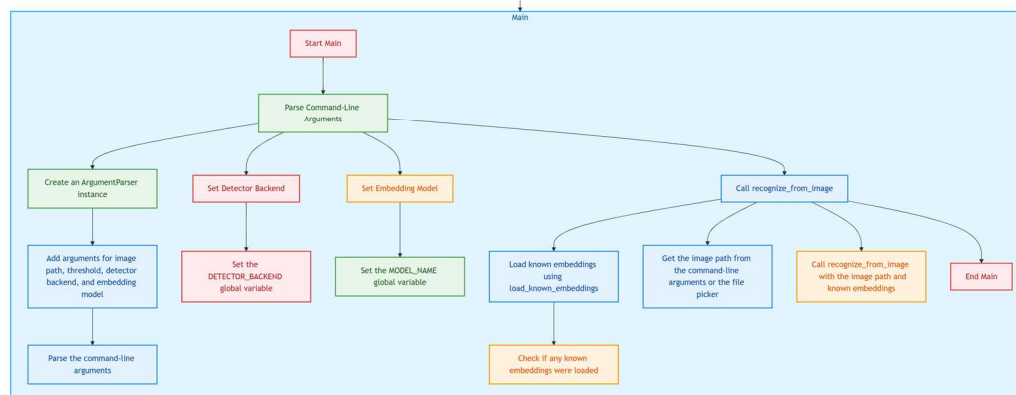 Main
Start Main
Parse Command-Line
Arguments
Create an ArgumentParser
instance
Set Detector Backend
Set Embedding Model
Call recognize_from_image
Add arguments for image
path, threshold, detector
backend, and embedding
model
Set the
DETECTOR_BACKEND
global variable
Set the MODEL_NAME
global variable
Load known embeddings
using
load_known_embeddings
Get the image path from
the command-line
arguments or the file
picker
Call recognize_from_image
with the image path and
known embeddings
End Main
Parse the command-line
arguments
Check if any known
embeddings were loaded